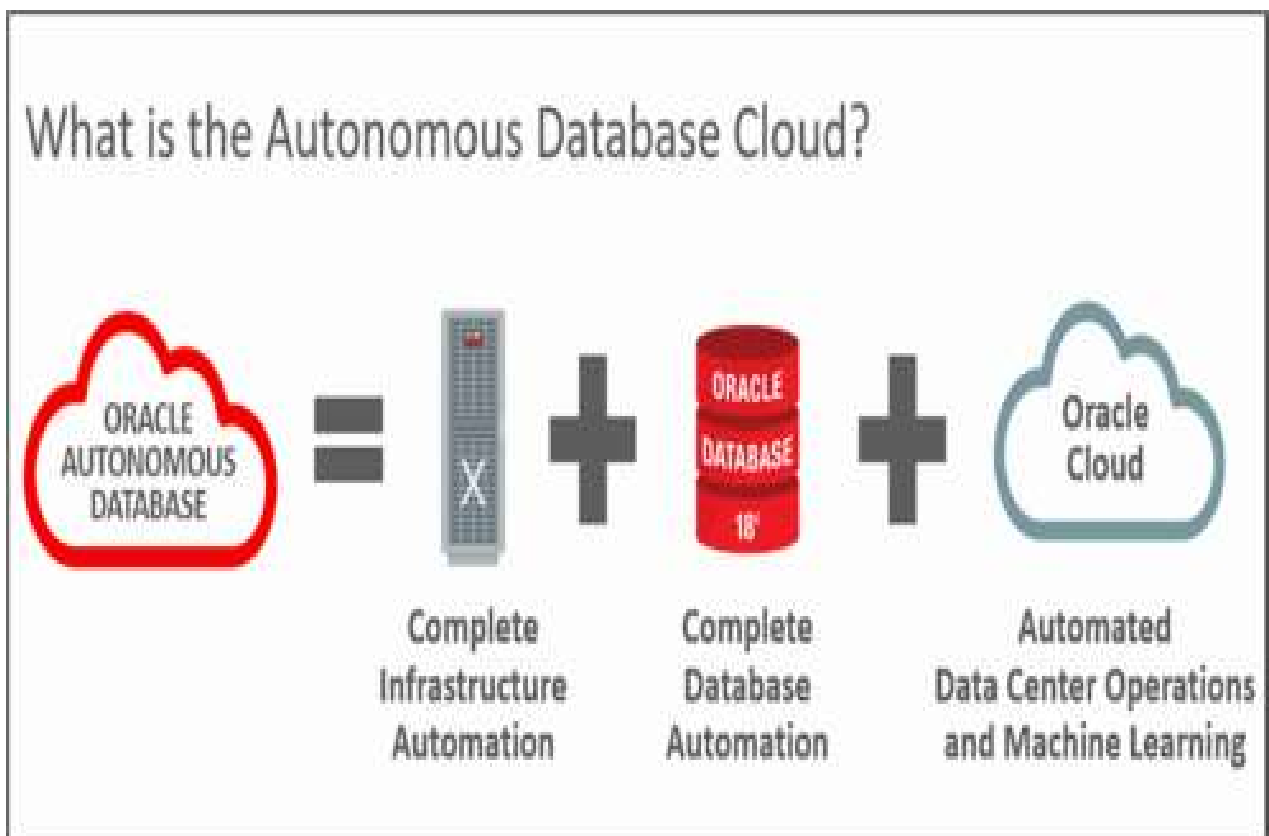 What is the Autonomous Database Cloud?
ORACLE
AUTONOMOUS
DATABASE
=
X
+
ORACLE
DATABASE
18c
+
Oracle
Cloud
Complete
Infrastructure
Automation
Complete
Database
Automation
Automated
Data Center Operations
and Machine Learning